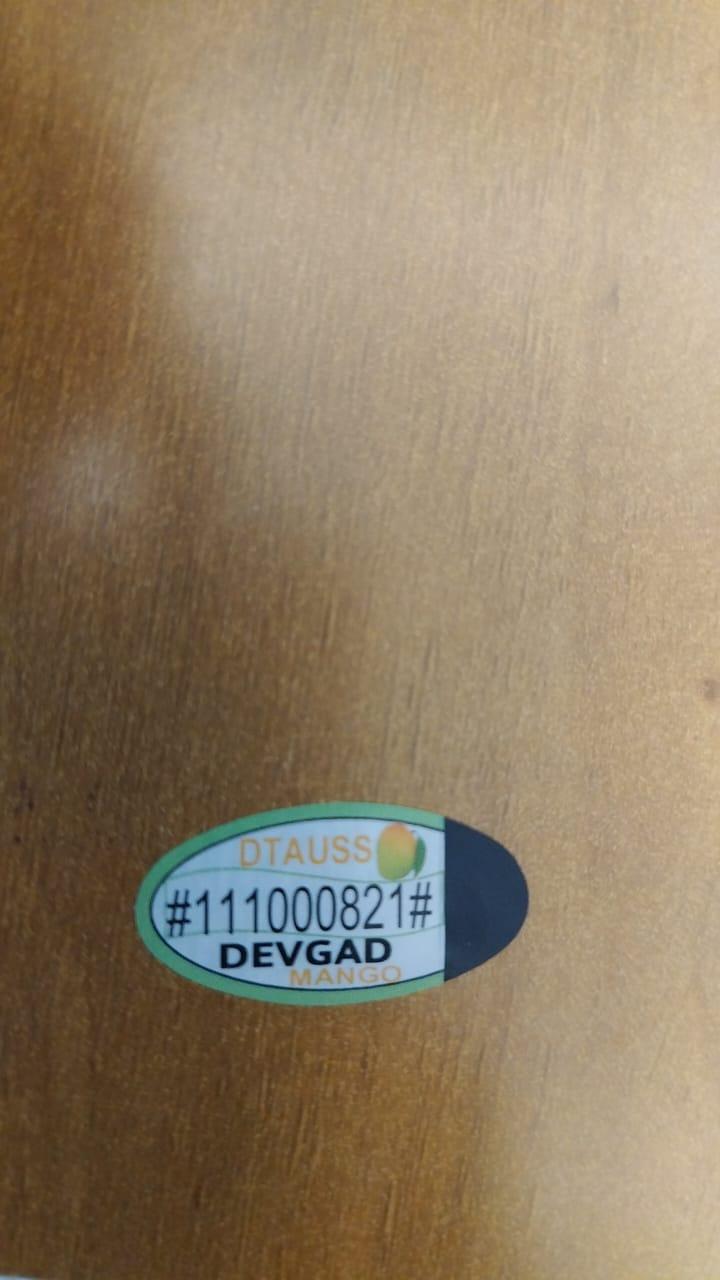 DTAUSS
#111000821#
DEVGAD
MANGO